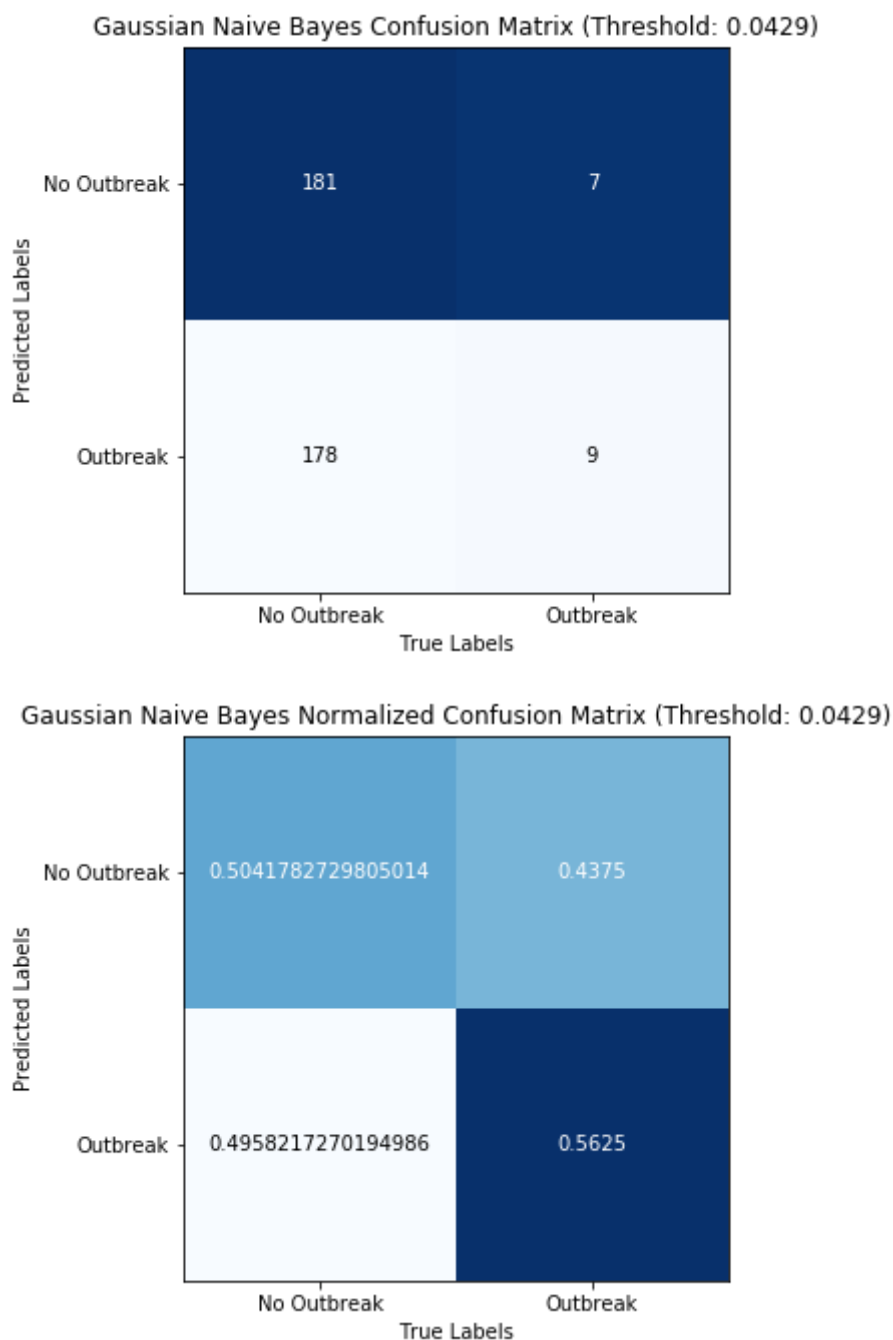 Gaussian Naive Bayes Confusion Matrix (Threshold: 0.0429)
No Outbreak
181
7
Predicted Labels
Outbreak
178
9
No Outbreak
Outbreak
True Labels
Gaussian Naive Bayes Normalized Confusion Matrix (Threshold: 0.0429)
No Outbreak
0.5041782729805014
0.4375
Predicted Labels
Outbreak
0.4958217270194986
0.5625
No Outbreak
Outbreak
True Labels